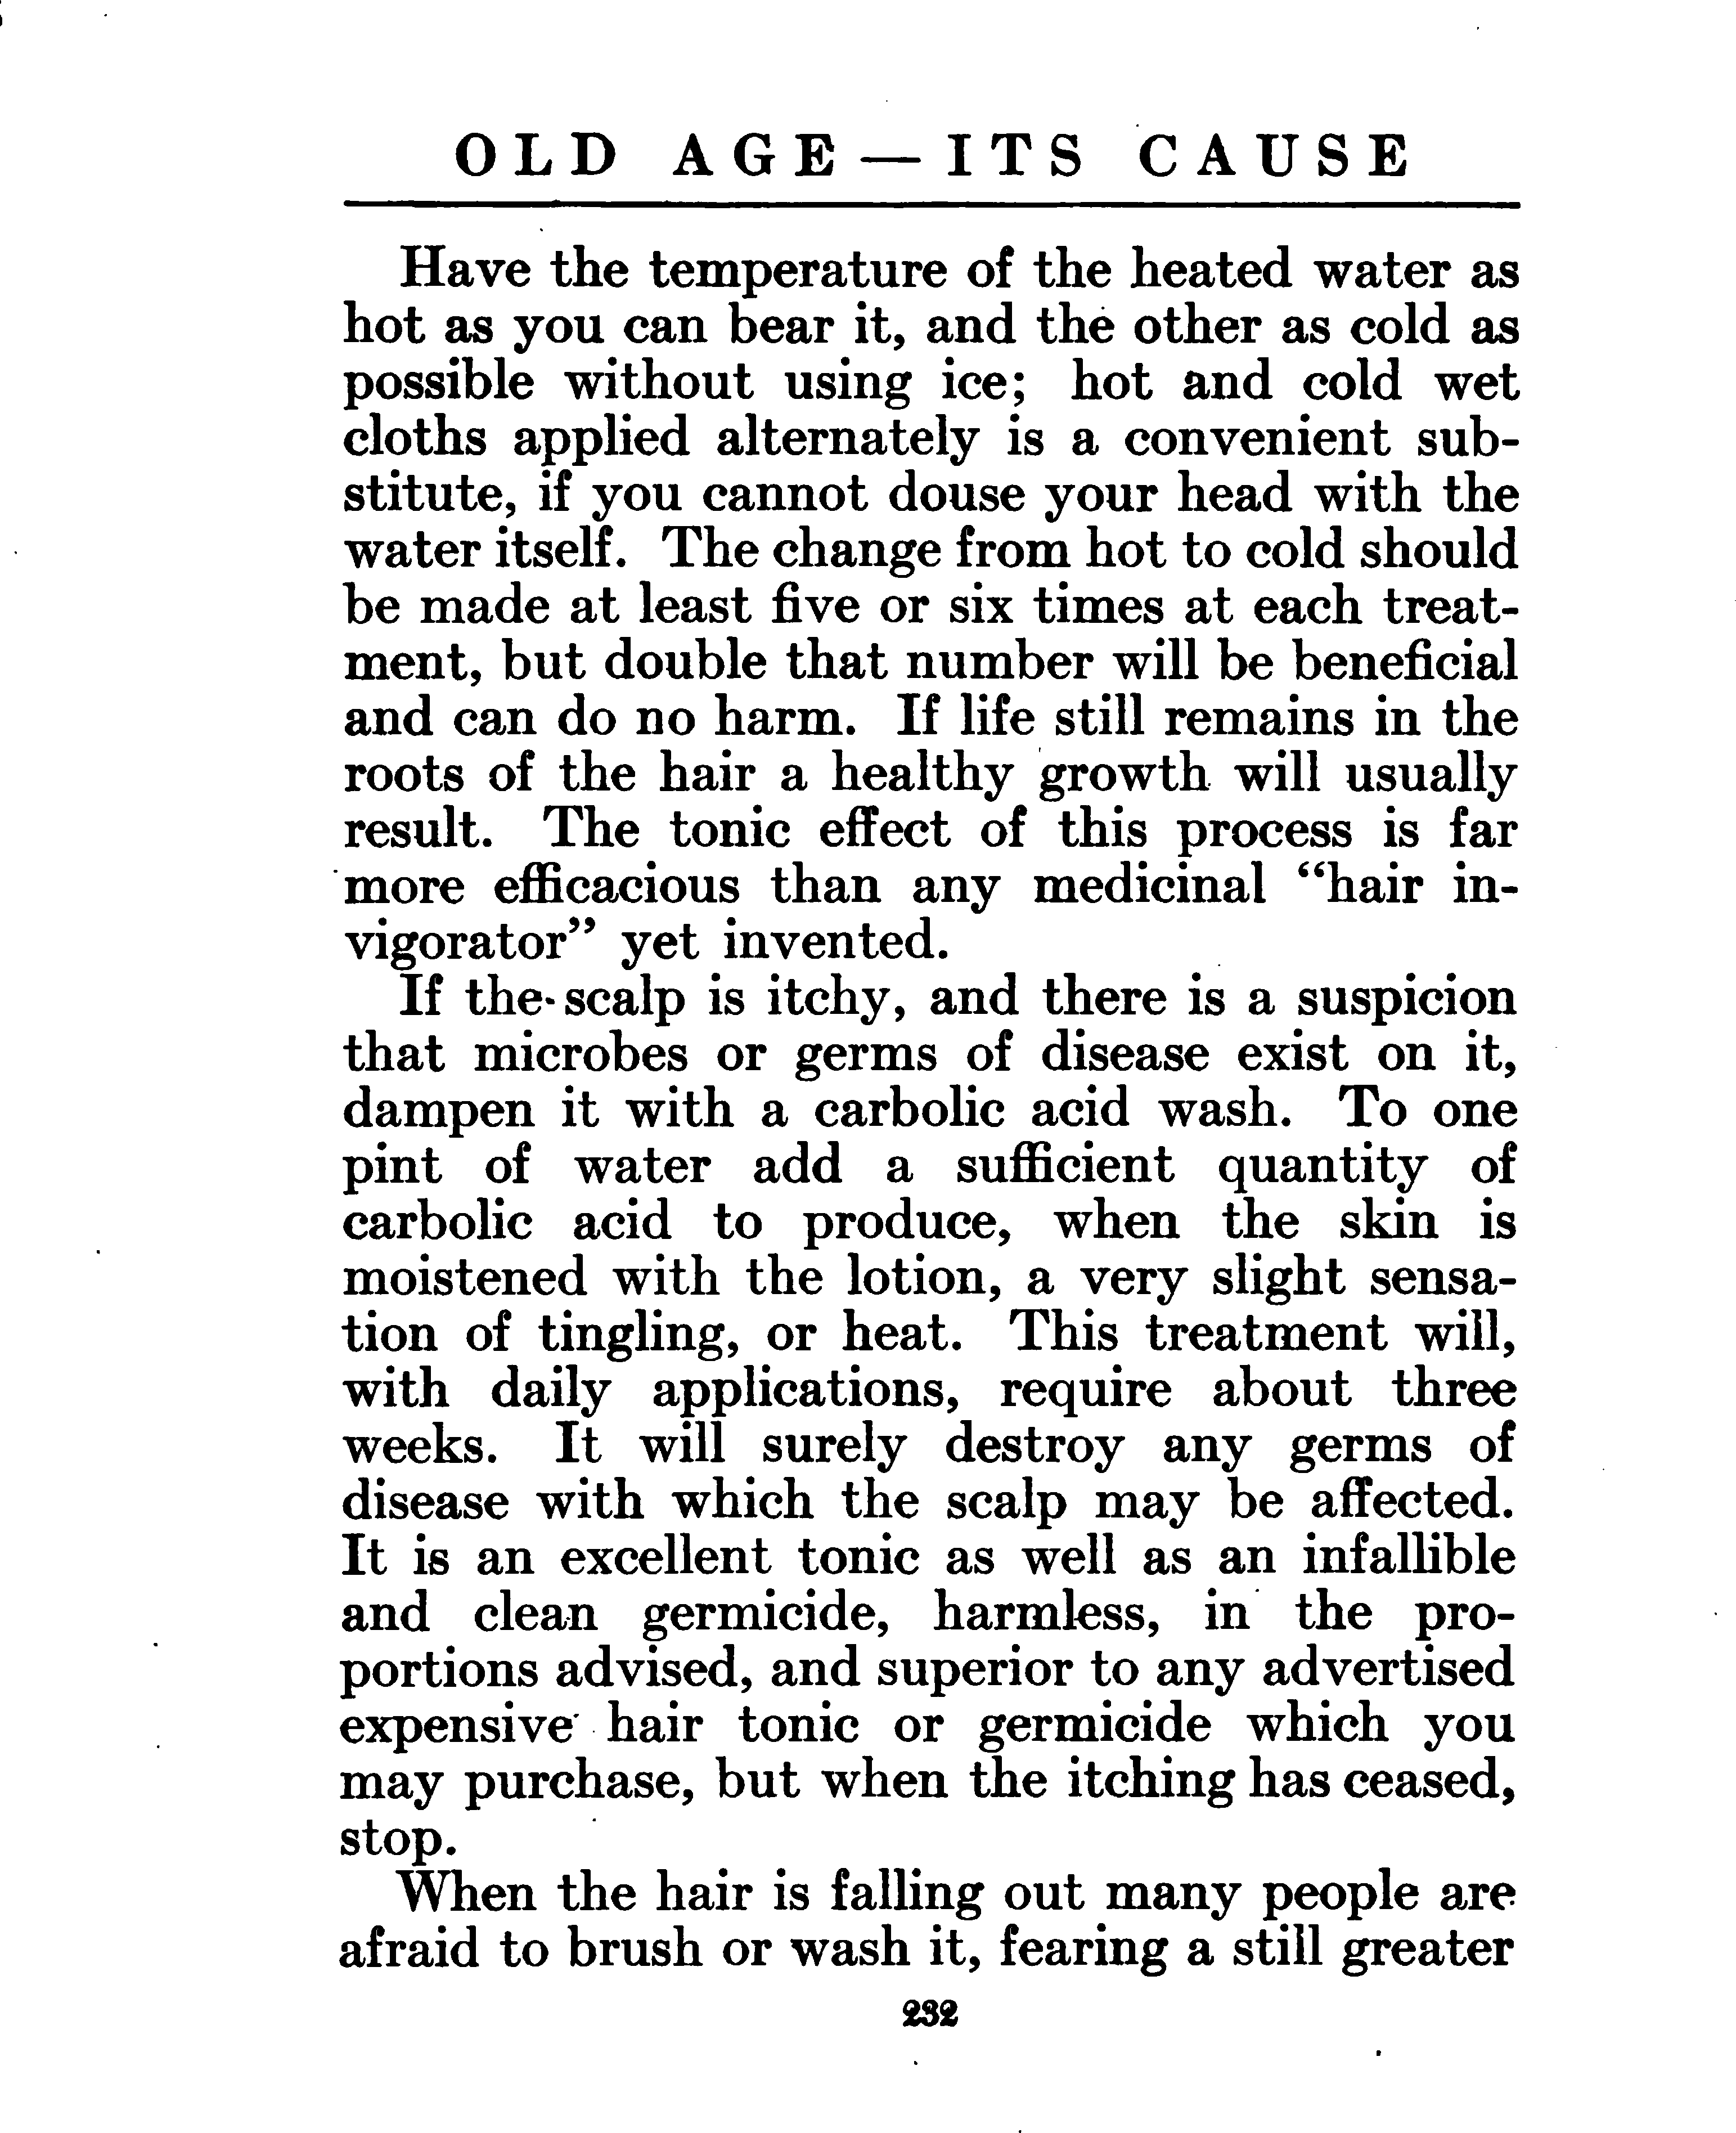 OLD AGE—ITS CAUSE
Have the temperature of the heated water as
hot as you can bear it, and the other as cold as
possible without using ice; hot and cold wet
cloths applied alternately is a convenient sub-
stitute, if you cannot douse your head with the
water itself. The change from hot to cold should
be made at least five or six times at each treat-
ment, but double that number will be beneficial
and can do no harm. If life still remains in the
roots of the hair a healthy growth will usually
result. The tonic effect of this process is far
more efficacious than any medicinal “hair in-
vigorator” yet invented.
If the scalp is itchy, and there is a suspicion
that microbes or germs of disease exist on it,
dampen it with a carbolic acid wash. To one
pint of water add a sufficient quantity of
carbolic acid to produce, when the skin is
moistened with the lotion, a very slight sensa-
tion of tingling, or heat. This treatment will,
with daily applications, require about three
weeks. It will surely destroy any germs of
disease with which the scalp may be affected.
It is an excellent tonic as well as an infallible
and clean germicide, harmless, in the pro-
portions advised, and superior to any advertised
expensive hair tonic or germicide which you
may purchase, but when the itching has ceased,
stop.
When the hair is falling out many people are
afraid to brush or wash it, fearing a still greater
232